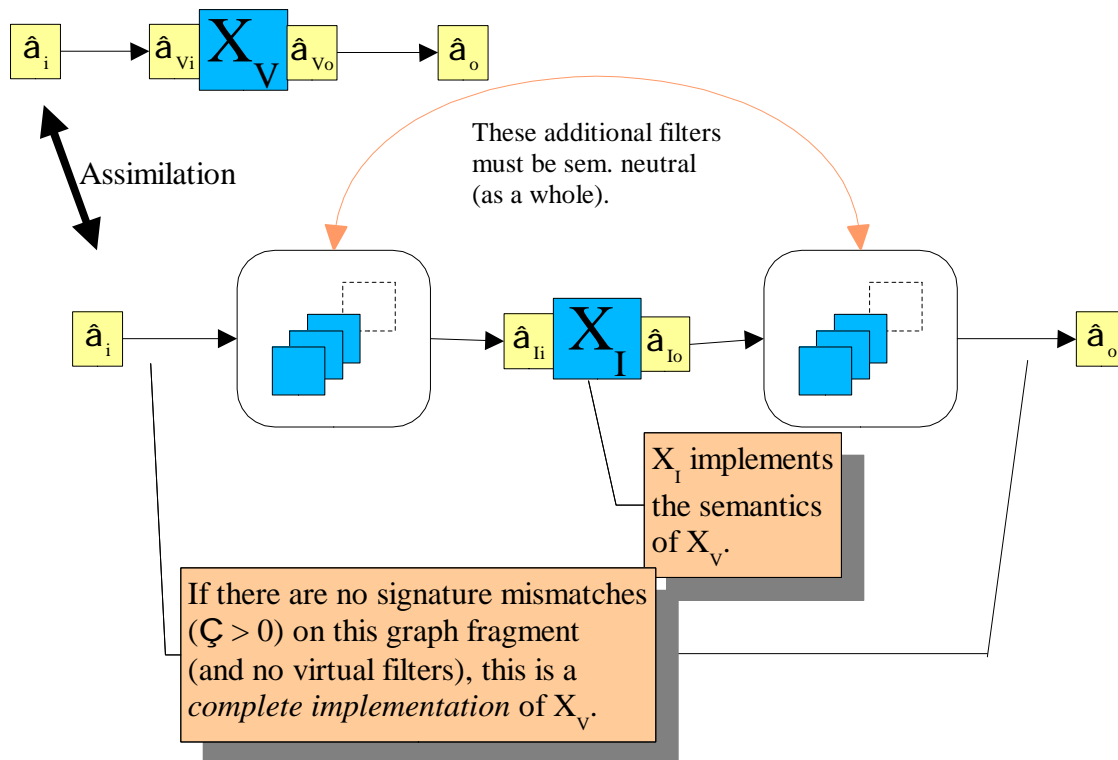 â i
â Vi
X V
â Vo
â o
These additional filters
must be sem. neutral
(as a whole).
Assimilation
â i
â Ii
X I
â Io
â o
X I implements
the semantics
of X V.
If there are no signature mismatches
(Ç > 0) on this graph fragment
(and no virtual filters), this is a
complete implementation of X V.